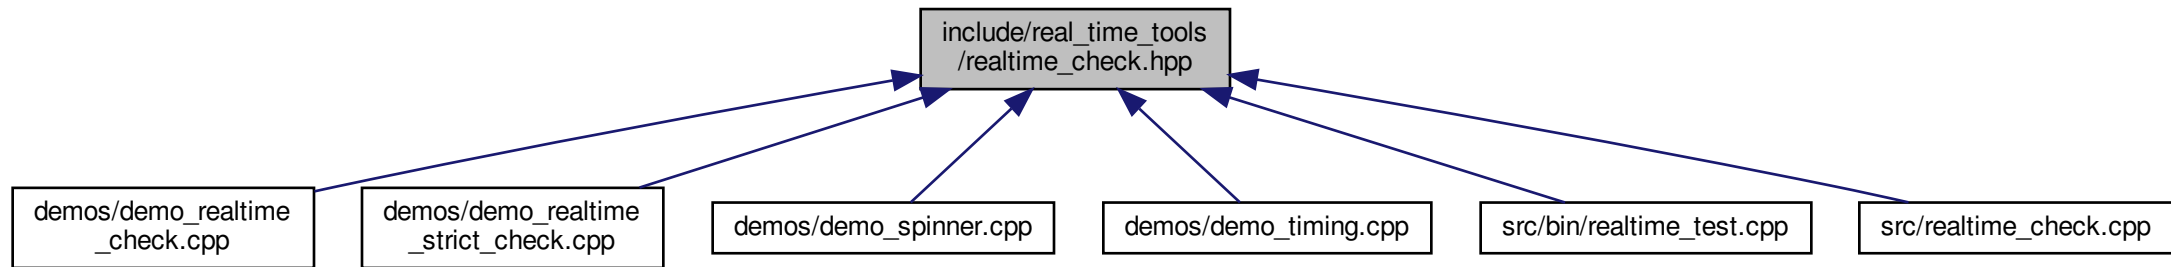 include/real_time_tools
/realtime_check.hpp
demos/demo_realtime
_check.cpp
demos/demo_realtime
_strict_check.cpp
demos/demo_spinner.cpp
demos/demo_timing.cpp
src/bin/realtime_test.cpp
src/realtime_check.cpp